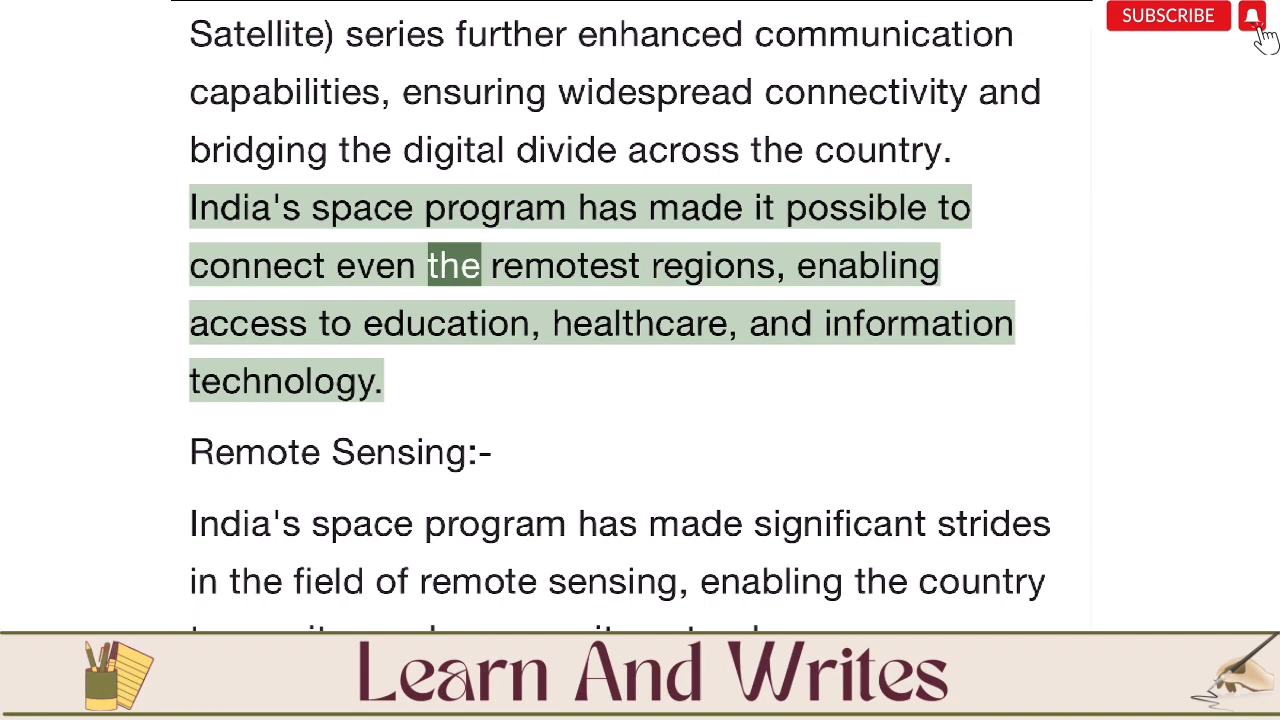 SUBSCRIBE
Satellite) series further enhanced communication
capabilities, ensuring widespread connectivity and
bridging the digital divide across the country.
India's space program has made it possible to
connect even the remotest regions, enabling
access to education, healthcare, and information
technology.
Remote Sensing:-
India's space program has made significant strides
in the field of remote sensing, enabling the country
Learn And Writes